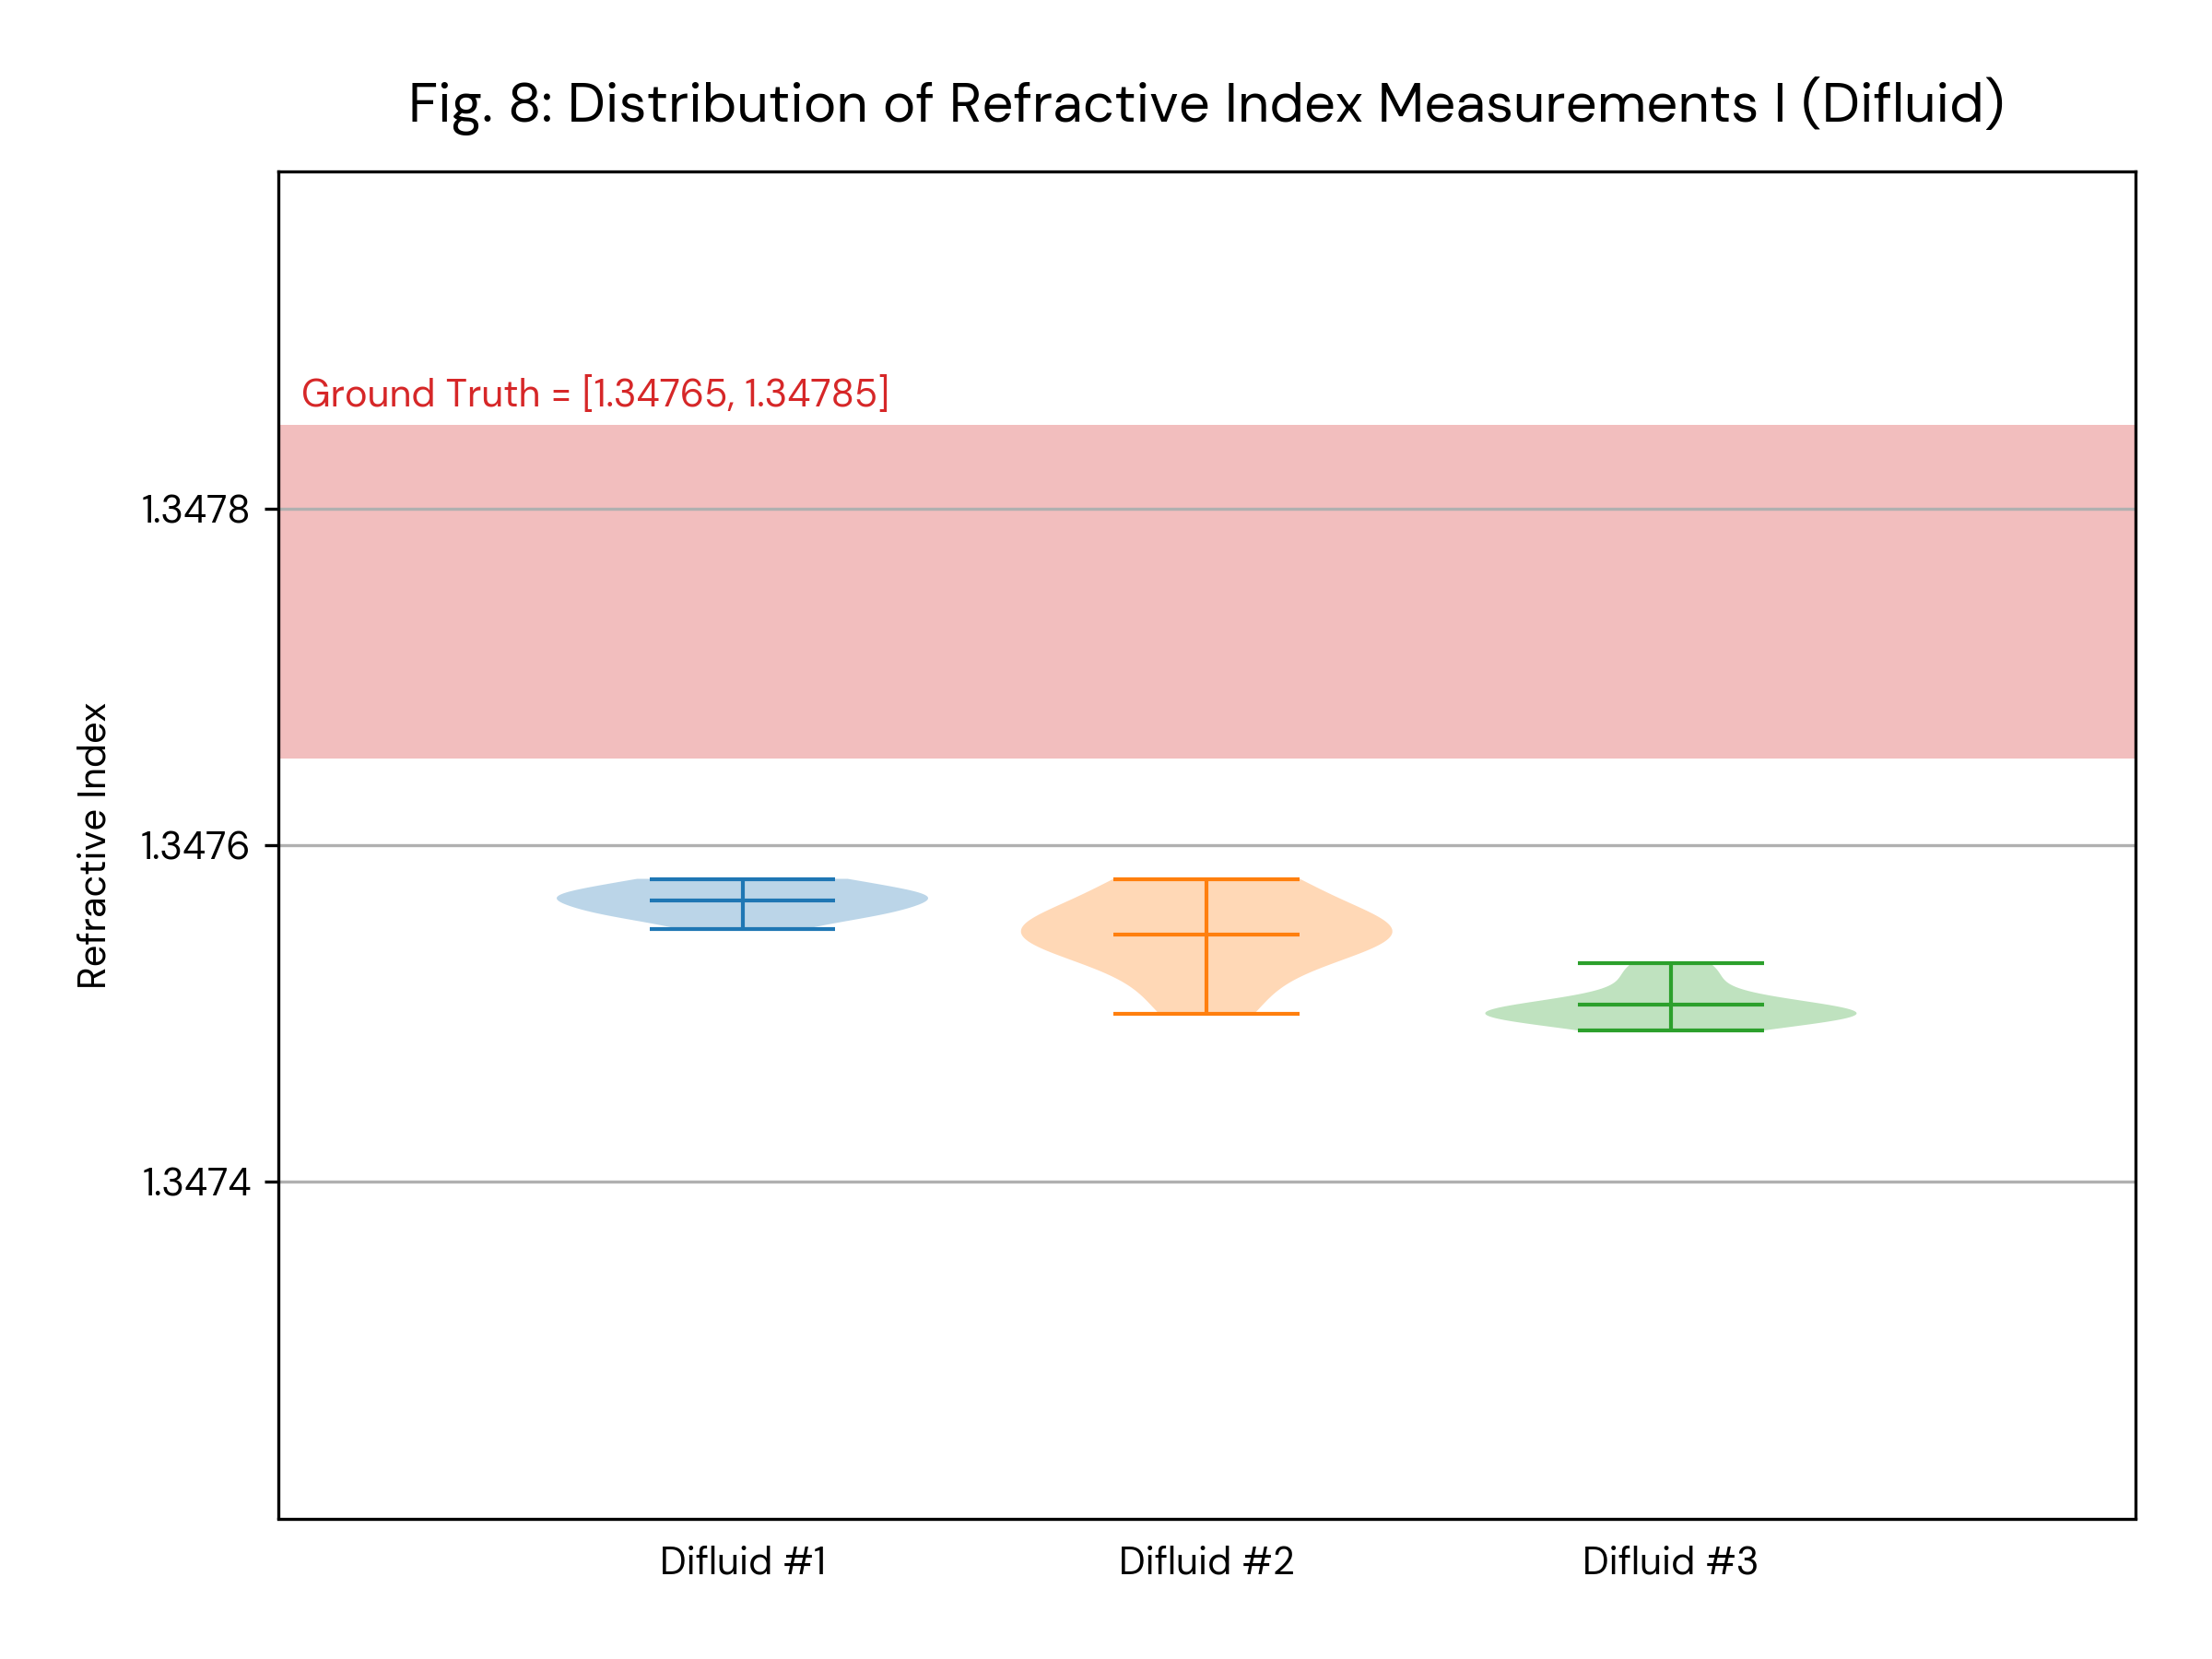 Fig. 8: Distribution of Refractive Index Measurements I (Difluid)
Ground Truth = [1.34765, 1.34785]
1.3478
1.3476
1.3474
Refractive Index
Difluid #1
Difluid #2
Difluid #3